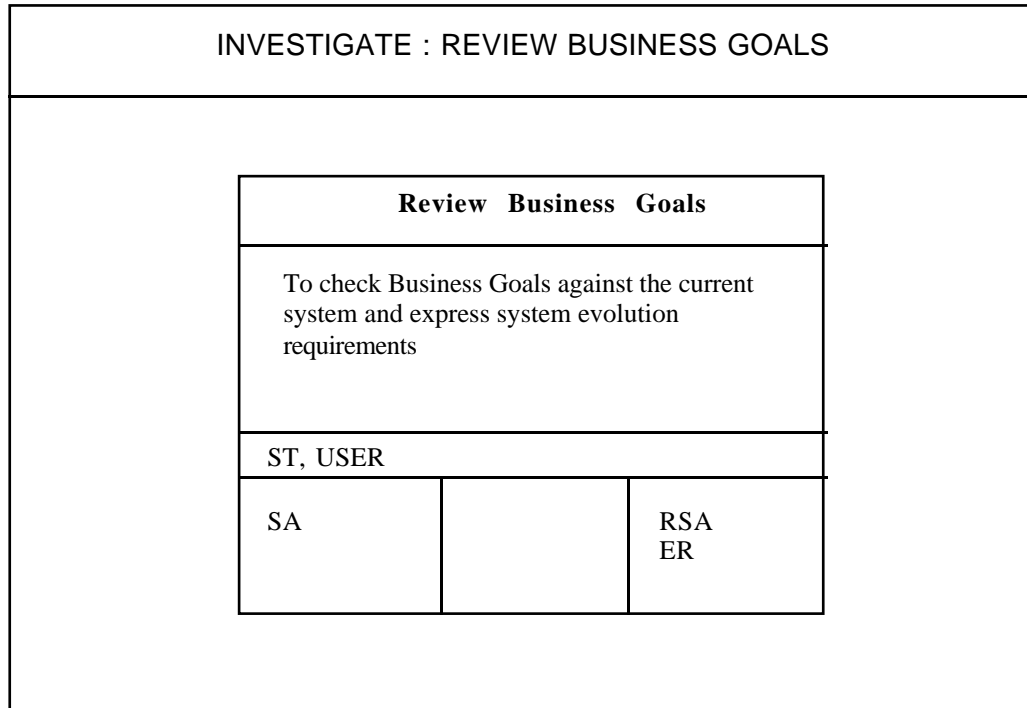 INVESTIGATE : REVIEW BUSINESS GOALS
Review Business Goals
To check Business Goals against the current
system and express system evolution
requirements
ST, USER
SA
RSA
ER